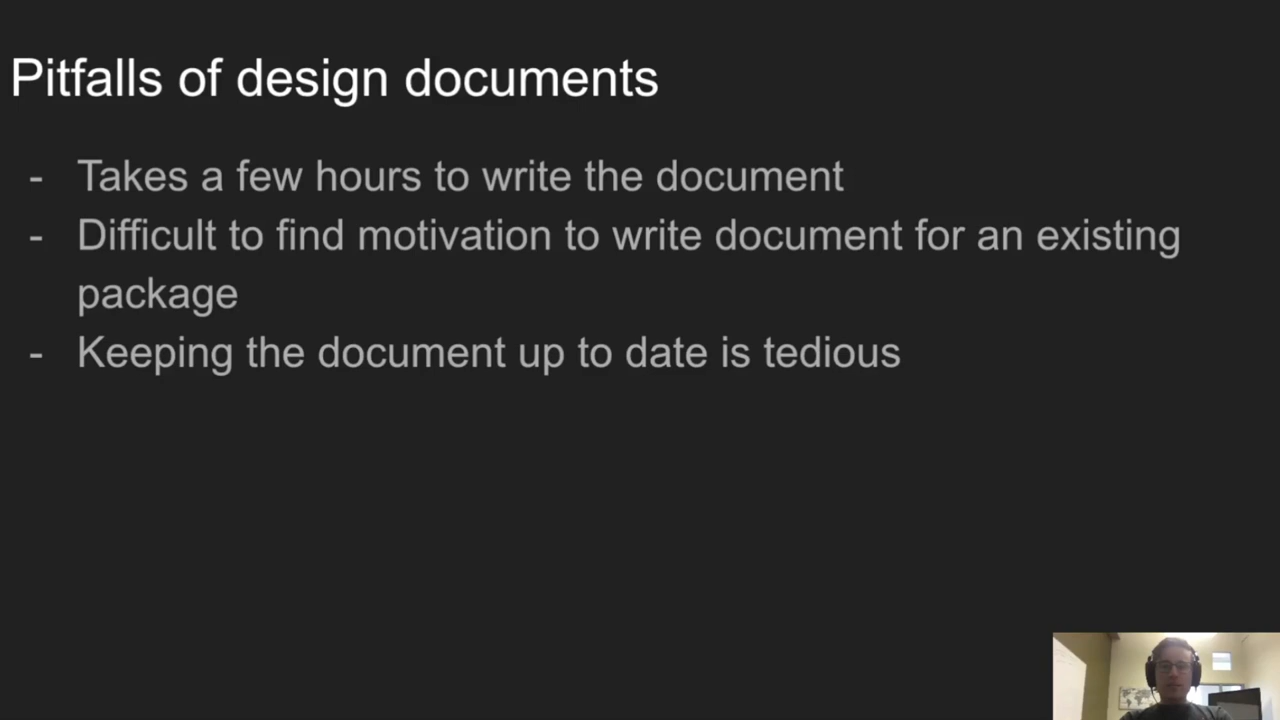 Pitfalls of design documents
- Takes a few hours to write the document
- Difficult to find motivation to write document for an existing
package
- Keeping the document up to date is tedious